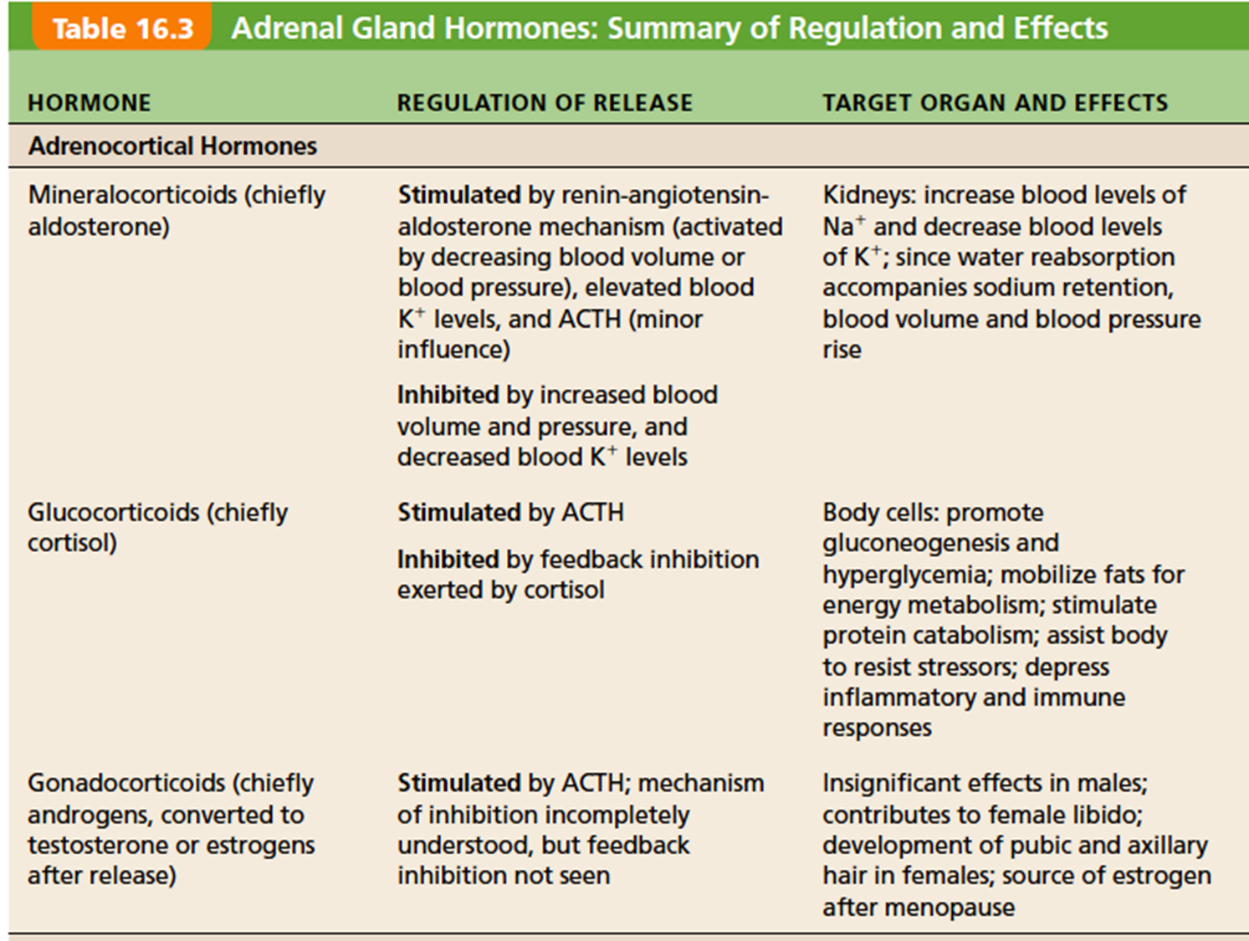 Table 16.3 Adrenal Gland Hormones: Summary of Regulation and Effects
HORMONE
REGULATION OF RELEASE
TARGET ORGAN AND EFFECTS
Adrenocortical Hormones
Mineralocorticoids (chiefly
aldosterone)
Stimulated by renin-angiotensin-
aldosterone mechanism (activated
by decreasing blood volume or
blood pressure), elevated blood
K⁺ levels, and ACTH (minor
influence)
Inhibited by increased blood
volume and pressure, and
decreased blood K⁺ levels
Kidneys: increase blood levels of
Na⁺ and decrease blood levels
of K⁺; since water reabsorption
accompanies sodium retention,
blood volume and blood pressure
rise
Glucocorticoids (chiefly
cortisol)
Stimulated by ACTH
Inhibited by feedback inhibition
exerted by cortisol
Body cells: promote
gluconeogenesis and
hyperglycemia; mobilize fats for
energy metabolism; stimulate
protein catabolism; assist body
to resist stressors; depress
inflammatory and immune
responses
Gonadocorticoids (chiefly
androgens, converted to
testosterone or estrogens
after release)
Stimulated by ACTH; mechanism
of inhibition incompletely
understood, but feedback
inhibition not seen
Insignificant effects in males;
contributes to female libido;
development of pubic and axillary
hair in females; source of estrogen
after menopause